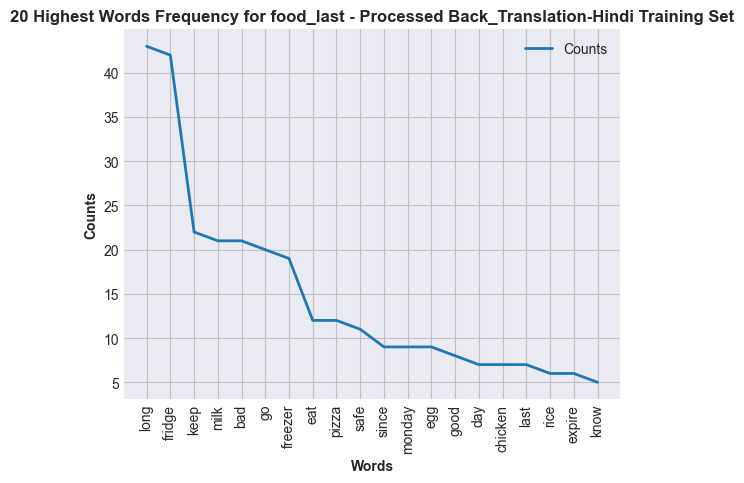 20 Highest Words Frequency for food_last - Processed Back_Translation-Hindi Training Set
Counts
Counts
40
35
30
25
20
15
10
5
long
fridge
keep
milk
bad
go
freezer
eat
pizza
safe
since
monday
egg
good
day
chicken
last
rice
expire
know
Words